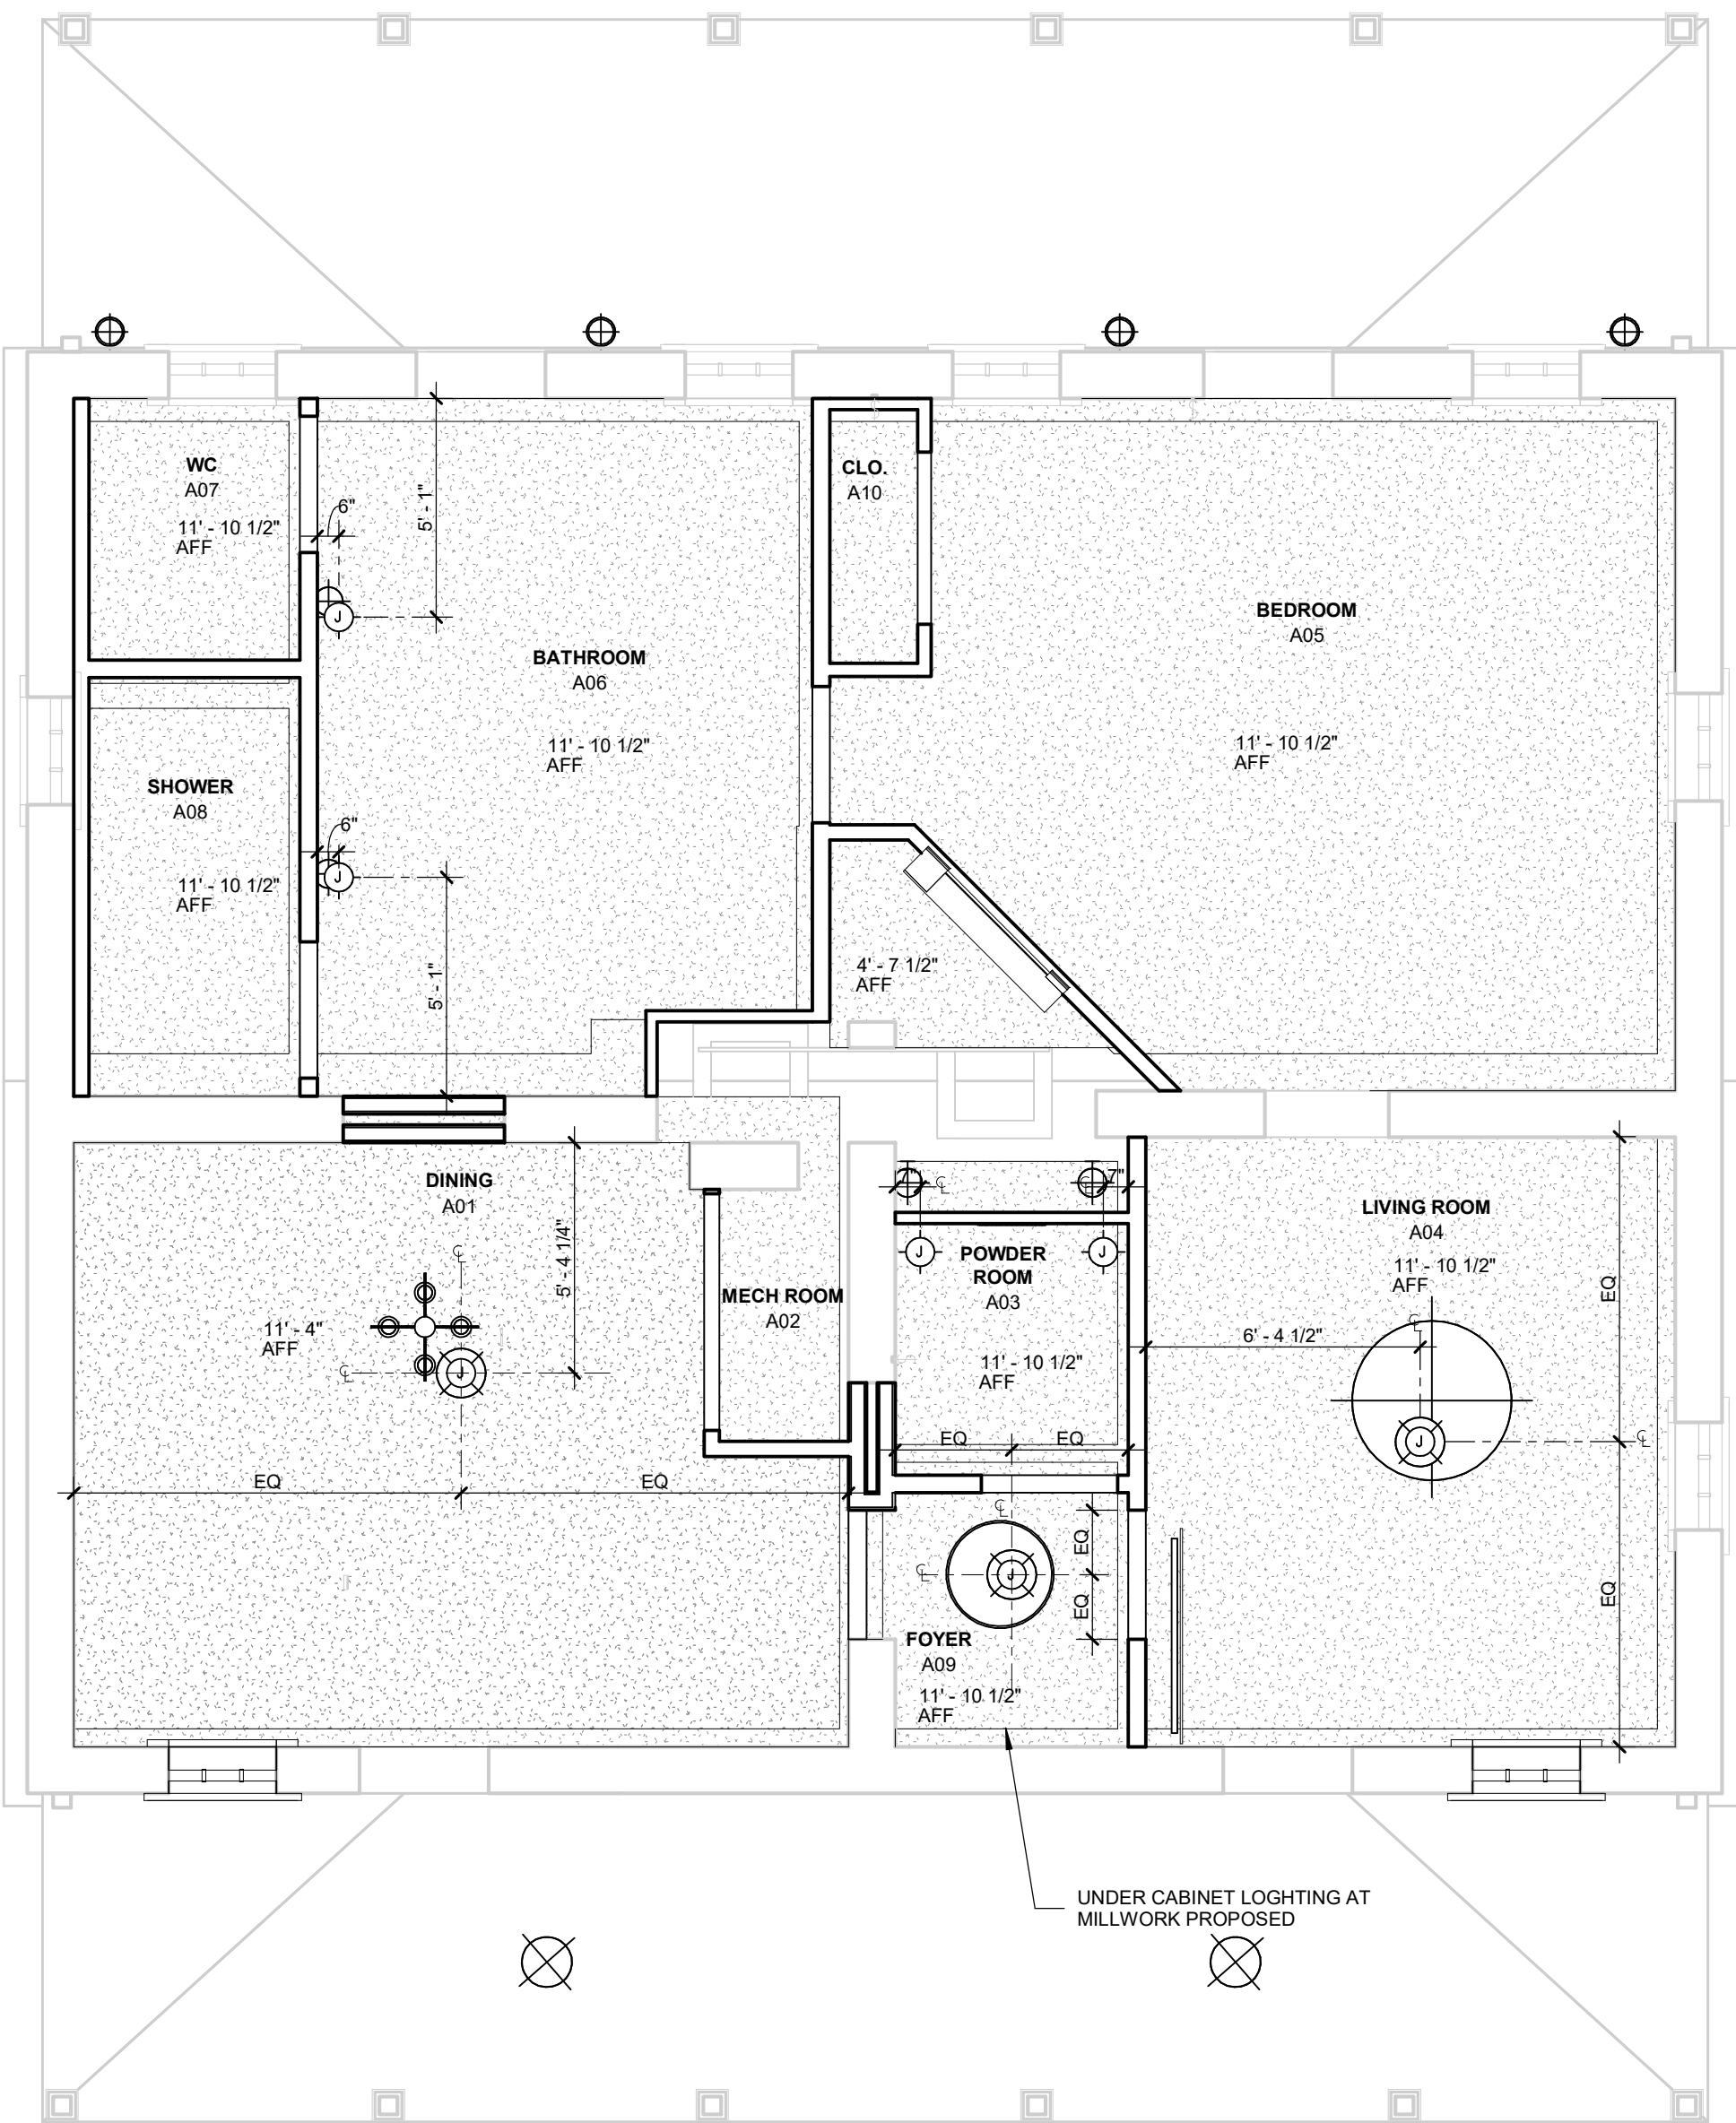 WC
A07
11' - 10 1/2"
AFF
6"
5' - 1"
CLO.
A10
BEDROOM
A05
11' - 10 1/2"
AFF
BATHROOM
A06
11' - 10 1/2"
AFF
J
SHOWER
A08
11' - 10 1/2"
AFF
6"
J
5' - 1"
4' - 7 1/2"
AFF
DINING
A01
5' - 4 1/4"
11' - 4"
AFF
J
EQ
EQ
MECH ROOM
A02
7"
7"
J
J
POWDER
ROOM
A03
11' - 10 1/2"
AFF
EQ
EQ
LIVING ROOM
A04
11' - 10 1/2"
AFF
6' - 4 1/2"
J
EQ
EQ
J
EQ
EQ
FOYER
A09
11' - 10 1/2"
AFF
UNDER CABINET LOGHTING AT
MILLWORK PROPOSED